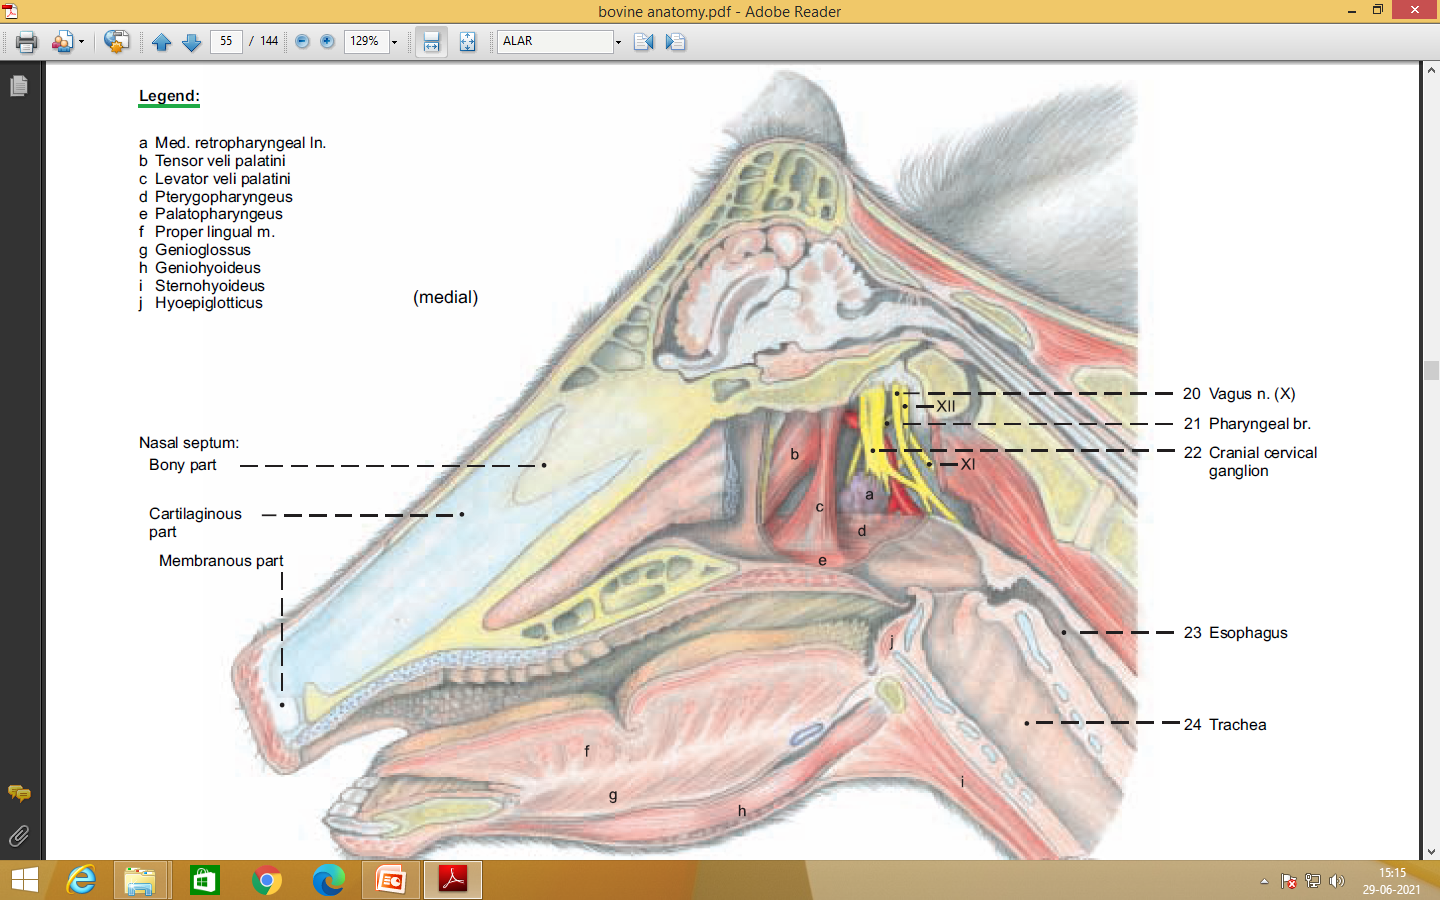 bovine anatomy.pdf - Adobe Reader
55 / 144
129%
ALAR
Legend:
a Med. retropharyngeal ln.
b Tensor veli palatini
c Levator veli palatini
d Pterygopharyngeus
e Palatopharyngeus
f Proper lingual m.
g Genioglossus
h Geniohyoideus
i Sternohyoideus
j Hyoepiglotticus
(medial)
Nasal septum:
Bony part
Cartilaginous
part
Membranous part
20 Vagus n. (X)
XII
21 Pharyngeal br.
22 Cranial cervical
ganglion
XI
b
a
c
d
e
23 Esophagus
j
24 Trachea
f
i
g
h
15:15
29-06-2021